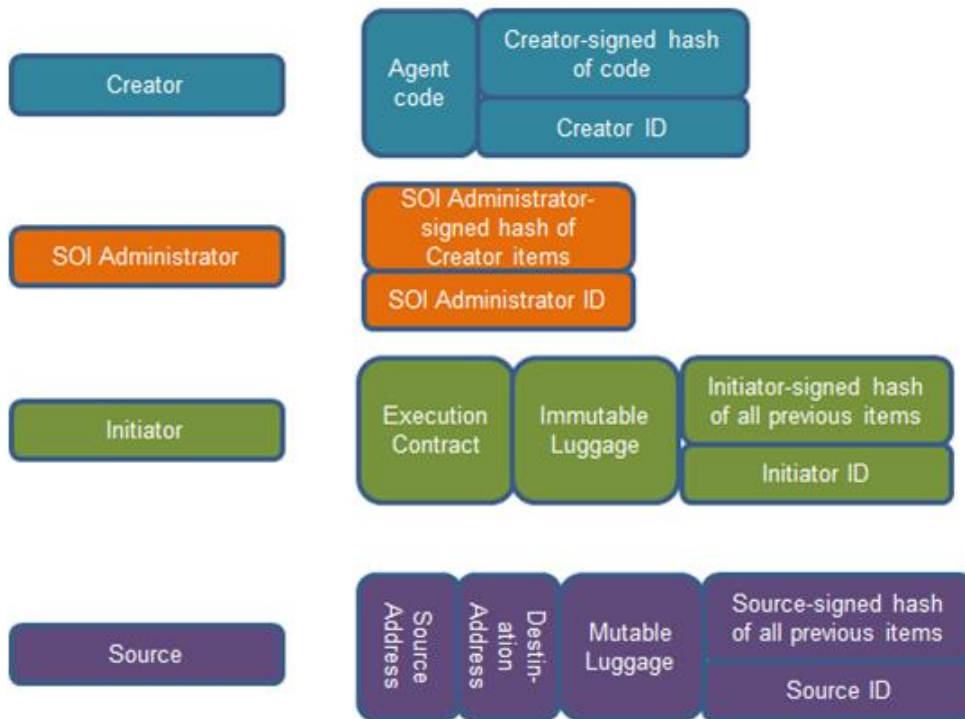 Creator
Agent
code
Creator-signed hash
of code
Creator ID
SOI Administrator
SOI Administrator-
signed hash of
Creator items
SOI Administrator ID
Initiator
Execution
Contract
Immutable
Luggage
Initiator-signed hash
of all previous items
Initiator ID
Source
Source
Address
Destin-
ation
Address
Mutable
Luggage
Source-signed hash
of all previous items
Source ID